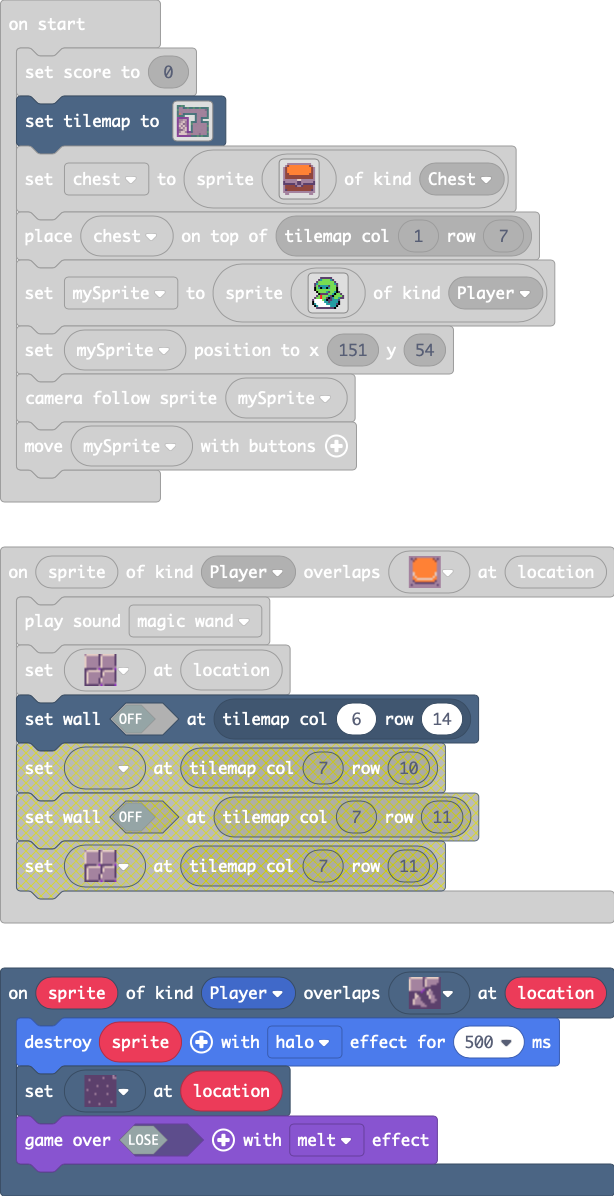 on start
set score to 0
set tilemap to
set chest to sprite of kind Chest
place chest on top of tilemap col 1 row 7
set mySprite to sprite of kind Player
set mySprite position to x 151 y 54
camera follow sprite mySprite
move mySprite with buttons
on sprite of kind Player overlaps at location
play sound magic wand
set at location
set wall OFF at tilemap col 6 row 14
set at tilemap col 7 row 10
set wall OFF at tilemap col 7 row 11
set at tilemap col 7 row 11
on sprite of kind Player overlaps at location
destroy sprite with halo effect for 500 ms
set at location
game over LOSE with melt effect